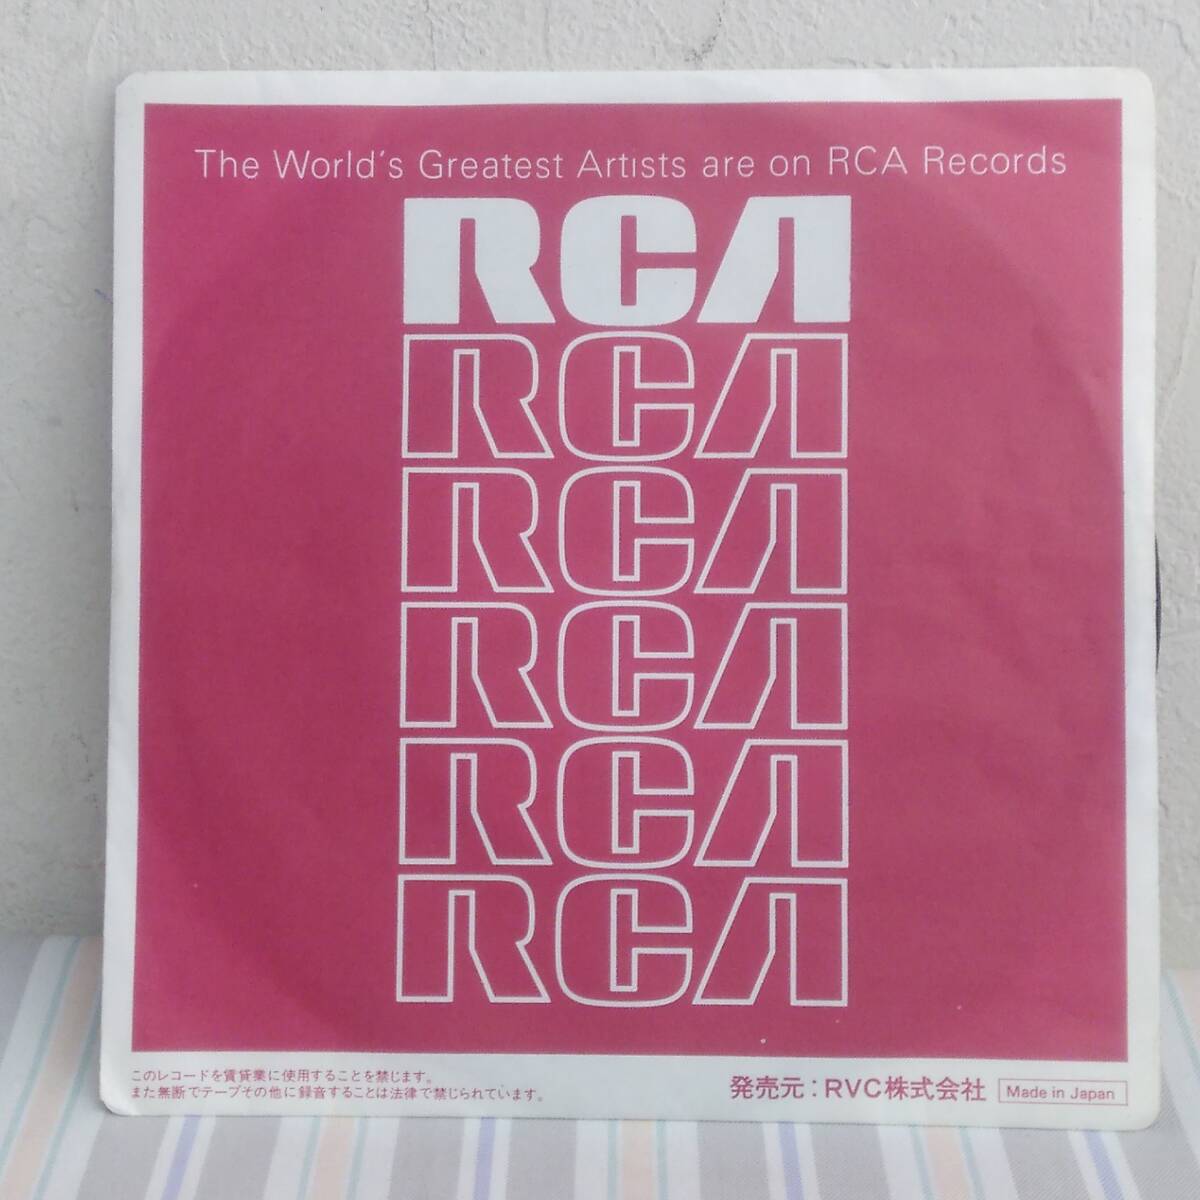 The World's Greatest Artists are on RCA Records
RCA
RCA
RCA
RCA
RCA
RCA
このレコードを賃貸業に使用することを禁じます。
また無断でテープその他に録音することは法律で禁じられています。
発売元：RVC株式会社 Made in Japan